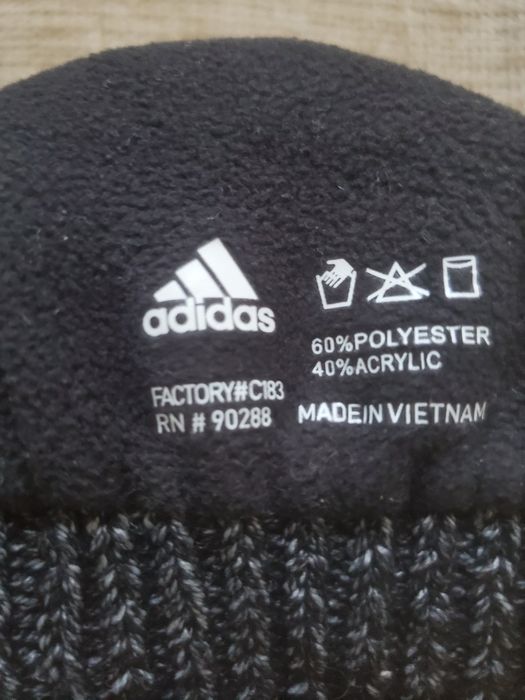 adidas
60%POLYESTER
40%ACRYLIC
FACTORY#C183
RN # 90288
MADEIN VIETNAM